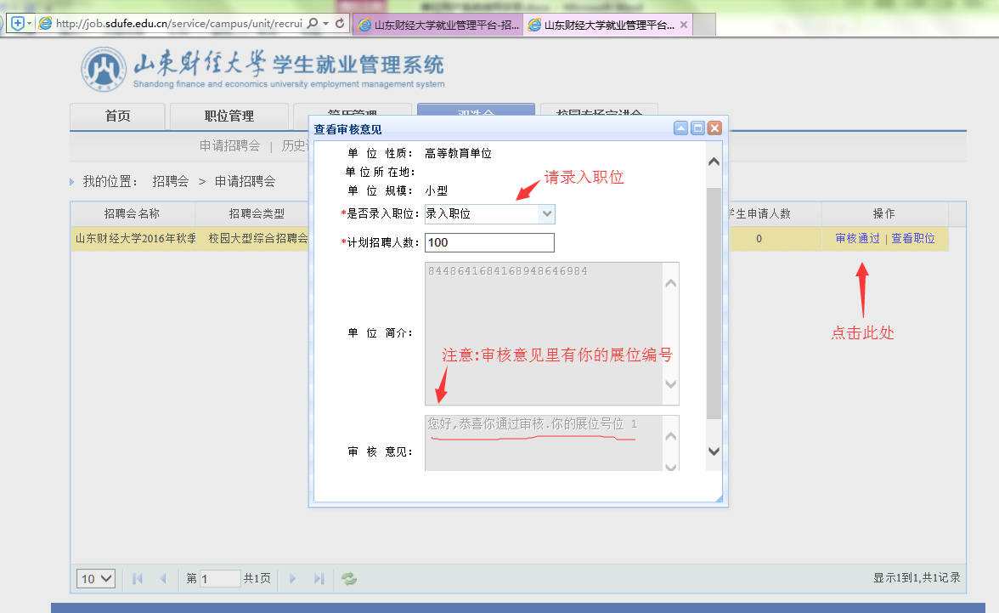 http://job.sdufe.edu.cn/service/campus/unit/recrui
山东财经大学就业管理平台-招...
山东财经大学就业管理平台...
山东财经大学 学生就业管理系统
Shandong finance and economics university employment management system
首页
职位管理
简历管理
双选会
校园专场宣讲会
申请招聘会 | 历史
我的位置： 招聘会 > 申请招聘会
招聘会名称
招聘会类型
学生申请人数
操作
山东财经大学2016年秋季
校园大型综合招聘会
0
审核通过 | 查看职位
点击此处
查看审核意见
单 位 性质： 高等教育单位
单位所在地：
单 位 规模： 小型
请录入职位
*是否录入职位： 录入职位
*计划招聘人数： 100
单 位 简介：
8448641684168948646984
注意:审核意见里有你的展位编号
审 核 意见：
您好,恭喜你通过审核.你的展位号位 1
10
第 1 共1页
显示1到1,共1记录